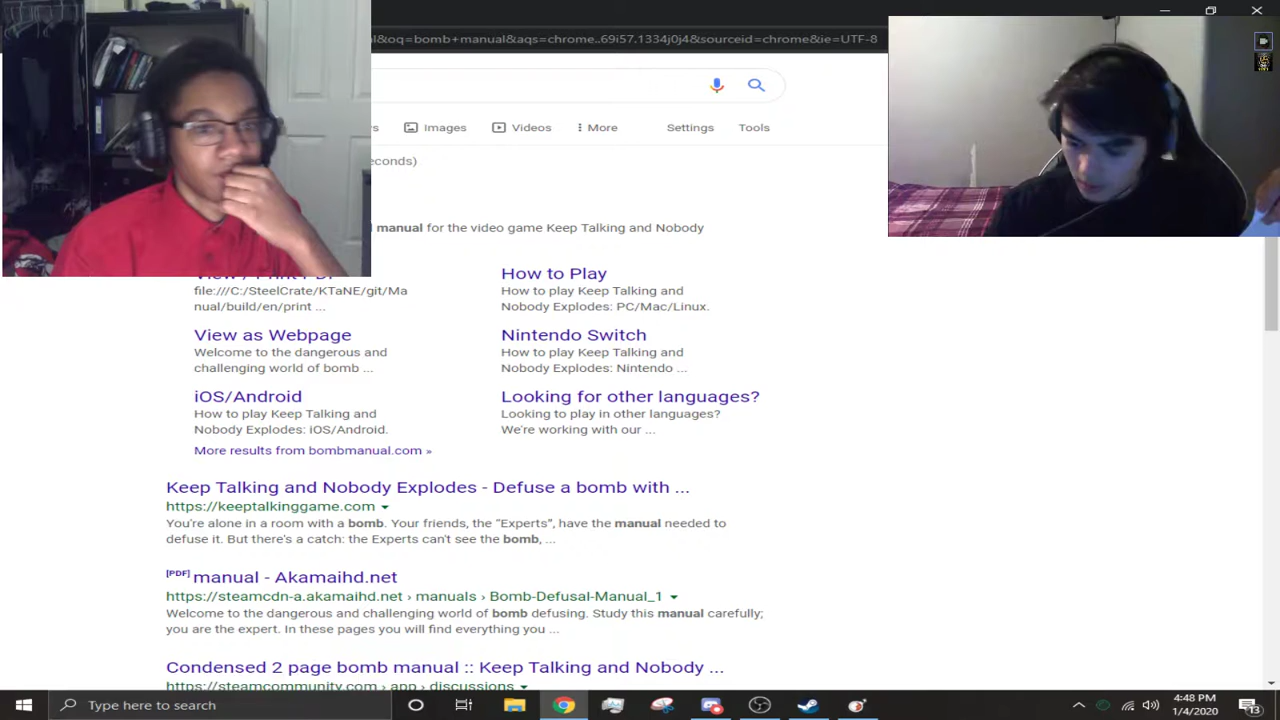 l&oq=bomb+manual&aqs=chrome..69i57.1334j0j4&sourceid=chrome&ie=UTF-8
s Images Videos More Settings Tools
econds)
manual for the video game Keep Talking and Nobody
View / Print PDF
file:///C:/SteelCrate/KTaNE/git/Ma
nual/build/en/print ...
How to Play
How to play Keep Talking and
Nobody Explodes: PC/Mac/Linux.
View as Webpage
Welcome to the dangerous and
challenging world of bomb ...
Nintendo Switch
How to play Keep Talking and
Nobody Explodes: Nintendo ...
iOS/Android
How to play Keep Talking and
Nobody Explodes: iOS/Android.
Looking for other languages?
Looking to play in other languages?
We're working with our ...
More results from bombmanual.com »
Keep Talking and Nobody Explodes - Defuse a bomb with ...
https://keeptalkinggame.com
You're alone in a room with a bomb. Your friends, the “Experts”, have the manual needed to
defuse it. But there's a catch: the Experts can't see the bomb, ...
[PDF] manual - Akamaihd.net
https://steamcdn-a.akamaihd.net › manuals › Bomb-Defusal-Manual_1
Welcome to the dangerous and challenging world of bomb defusing. Study this manual carefully;
you are the expert. In these pages you will find everything you ...
Condensed 2 page bomb manual :: Keep Talking and Nobody ...
https://steamcommunity.com › app › discussions
Type here to search
4:48 PM
1/4/2020
13